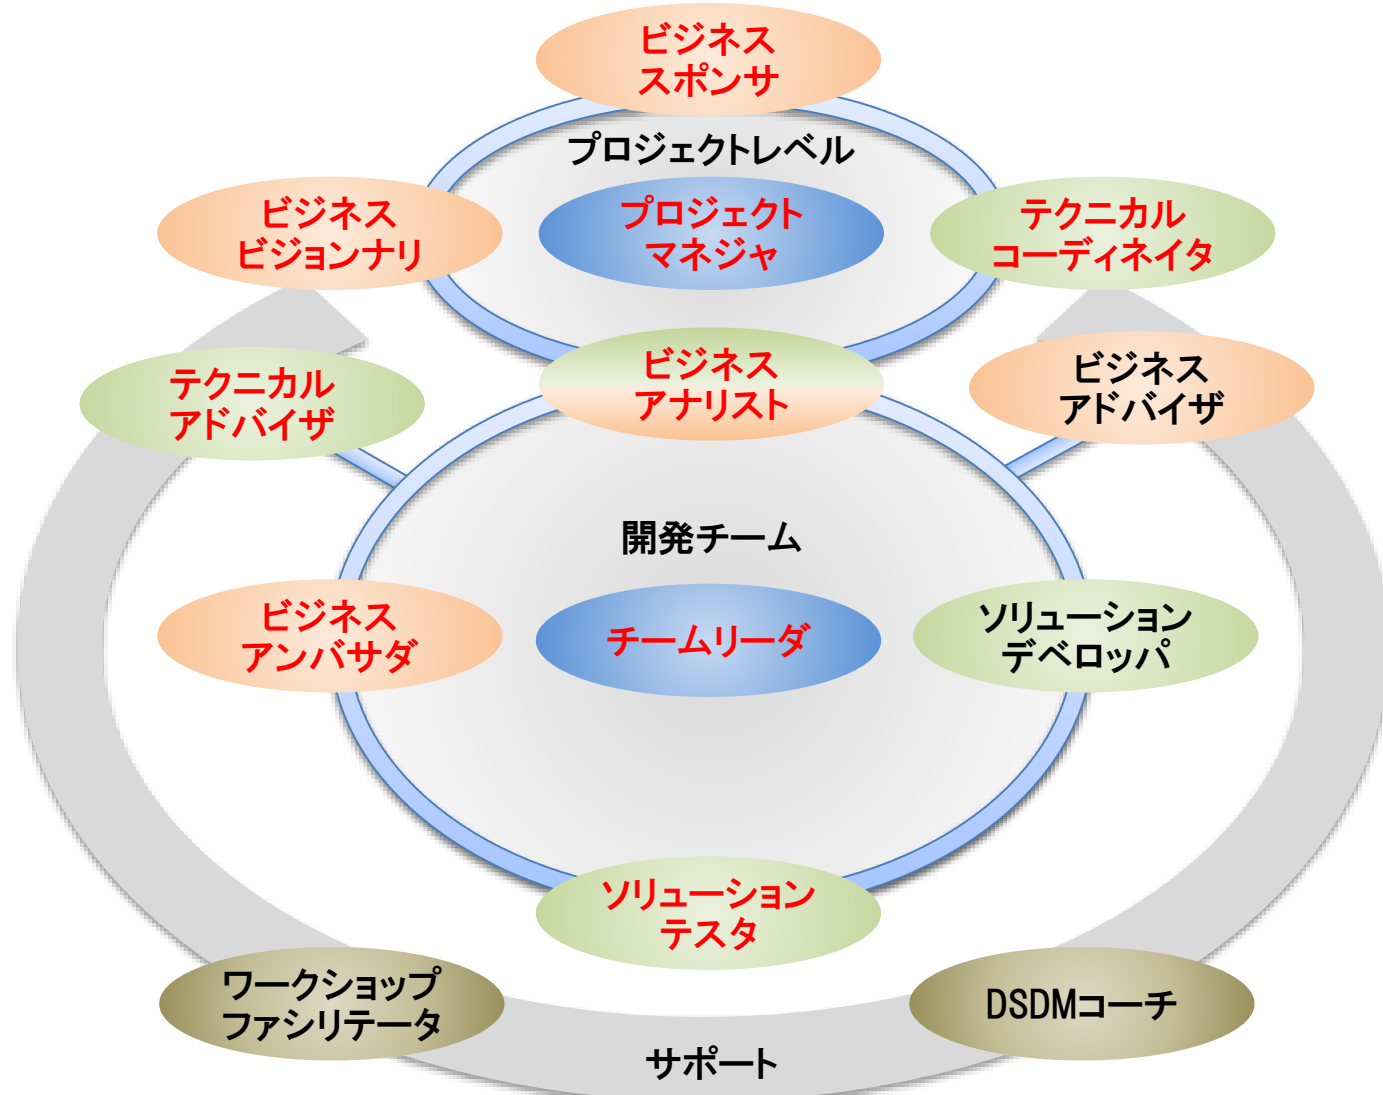 ビジネス
スポンサ
プロジェクトレベル
ビジネス
ビジョンナリ
プロジェクト
マネジャ
テクニカル
コーディネイタ
テクニカル
アドバイザ
ビジネス
アナリスト
ビジネス
アドバイザ
開発チーム
ビジネス
アンバサダ
チームリーダ
ソリューション
デベロッパ
ソリューション
テスタ
ワークショップ
ファシリテータ
DSDMコーチ
サポート